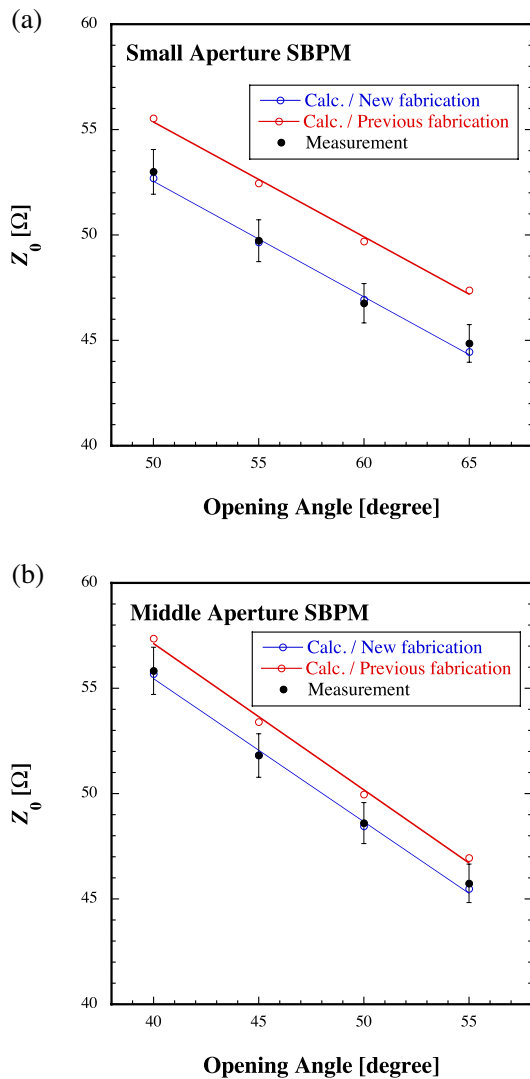 (a)
60
Small Aperture SBPM
Calc. / New fabrication
Calc. / Previous fabrication
Measurement
55
50
45
40
Z0 [Ω]
50 55 60 65
Opening Angle [degree]
(b)
60
Middle Aperture SBPM
Calc. / New fabrication
Calc. / Previous fabrication
Measurement
55
50
45
40
Z0 [Ω]
40 45 50 55
Opening Angle [degree]